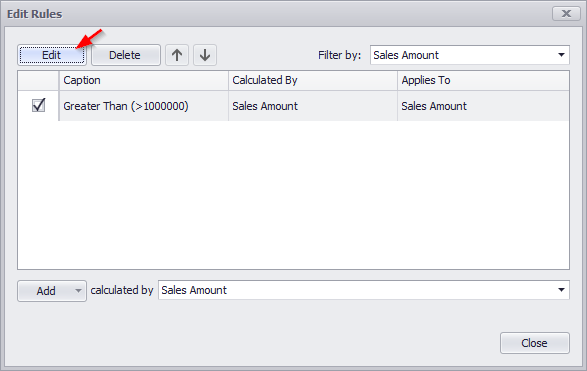 Edit Rules
Edit Delete Filter by: Sales Amount
Caption Calculated By Applies To
Greater Than (>1000000) Sales Amount Sales Amount
Add calculated by Sales Amount
Close